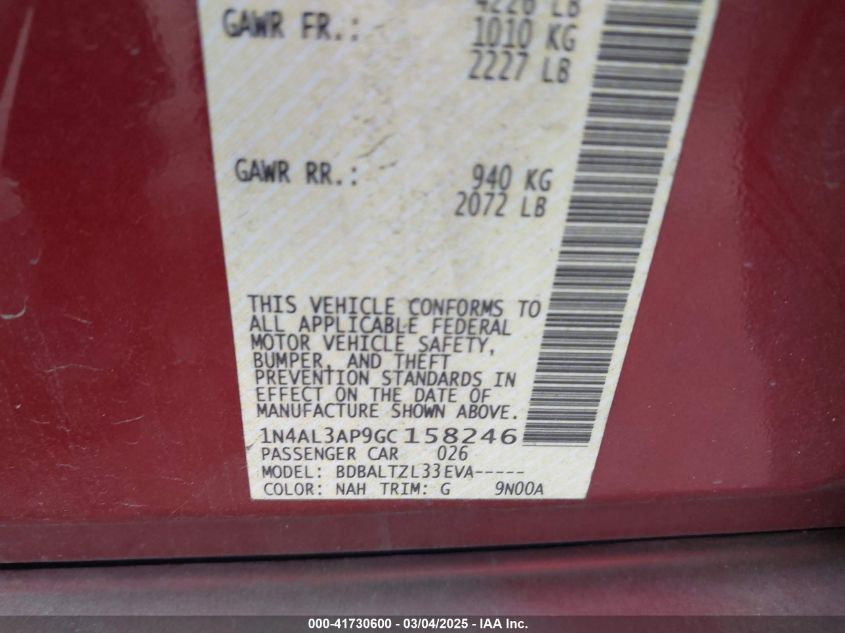 4226 LB
GAWR FR.: 1010 KG
2227 LB
GAWR RR.: 940 KG
2072 LB
THIS VEHICLE CONFORMS TO
ALL APPLICABLE FEDERAL
MOTOR VEHICLE SAFETY,
BUMPER, AND THEFT
PREVENTION STANDARDS IN
EFFECT ON THE DATE OF
MANUFACTURE SHOWN ABOVE.
1N4AL3AP9GC158246
PASSENGER CAR 026
MODEL: BDBALTZL33EVA-----
COLOR: NAH TRIM: G 9N00A
000-41730600 - 03/04/2025 - IAA Inc.